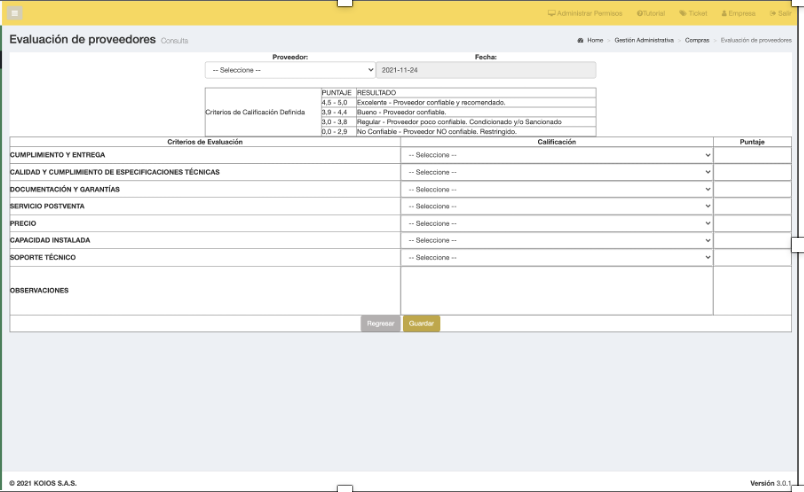 Administrar Permisos Tutorial Ticket Empresa Salir
Evaluación de proveedores Consulta
Home > Gestión Administrativa > Compras > Evaluación de proveedores
Proveedor: Fecha:
-- Seleccione -- 2021-11-24
Criterios de Calificación Definida
PUNTAJE RESULTADO
4,5 - 5,0 Excelente - Proveedor confiable y recomendado.
3,9 - 4,4 Bueno - Proveedor confiable.
3,0 - 3,8 Regular - Proveedor poco confiable. Condicionado y/o Sancionado
0,0 - 2,9 No Confiable - Proveedor NO confiable. Restringido.
Criterios de Evaluación Calificación Puntaje
CUMPLIMIENTO Y ENTREGA -- Seleccione --
CALIDAD Y CUMPLIMIENTO DE ESPECIFICACIONES TÉCNICAS -- Seleccione --
DOCUMENTACIÓN Y GARANTÍAS -- Seleccione --
SERVICIO POSTVENTA -- Seleccione --
PRECIO -- Seleccione --
CAPACIDAD INSTALADA -- Seleccione --
SOPORTE TÉCNICO -- Seleccione --
OBSERVACIONES
Regresar Guardar
© 2021 KOIOS S.A.S. Versión 3.0.1